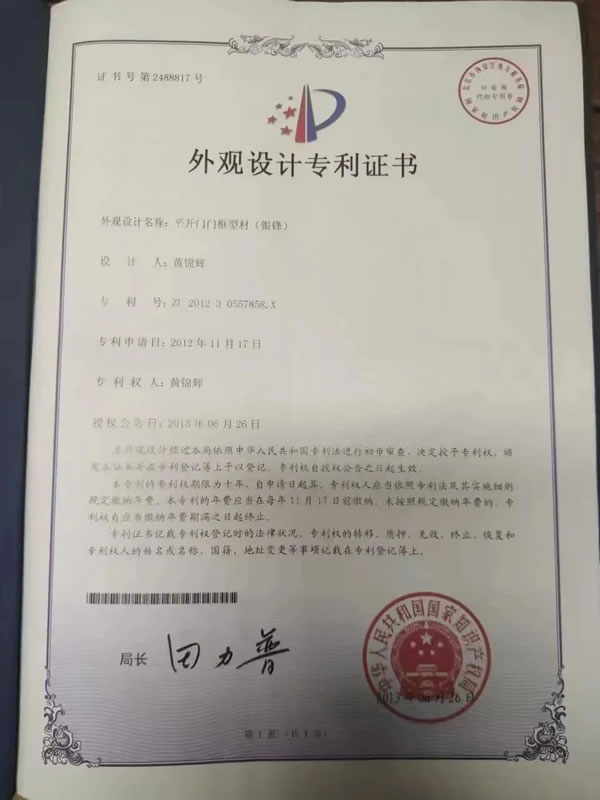 证书号第2488817号
外观设计专利证书
外观设计名称：平开门门框型材（银锋）
设计人：黄锦辉
专利号：ZL 2012 3 0557858.X
专利申请日：2012年11月17日
专利权人：黄锦辉
授权公告日：2013年06月26日
本外观设计经过本局依照中华人民共和国专利法进行初步审查，决定授予专利权，颁
发本证书并在专利登记簿上予以登记。专利权自授权公告之日起生效。
本专利的专利权期限为十年，自申请日起算。专利权人应当依照专利法及其实施细则
规定缴纳年费。本专利的年费应当在每年11月17日前缴纳。未按照规定缴纳年费的，专
利权自应当缴纳年费期满之日起终止。
专利证书记载专利权登记时的法律状况。专利权的转移、质押、无效、终止、恢复和
专利权人的姓名或名称、国籍、地址变更等事项记载在专利登记簿上。
局长
田力普
中华人民共和国国家知识产权局
2013年06月26日
第1页（共1页）